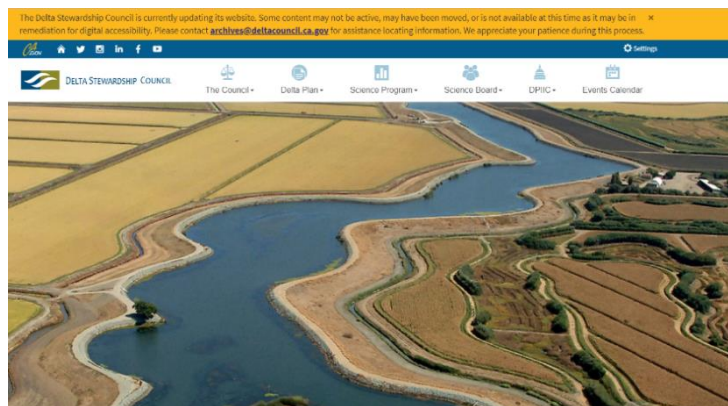 The Delta Stewardship Council is currently updating its website. Some content may not be active, may have been moved, or is not available at this time as it may be in ×
remediation for digital accessibility. Please contact archives@deltacouncil.ca.gov for assistance locating information. We appreciate your patience during this process.
CA.GOV Settings
DELTA STEWARDSHIP COUNCIL
The Council Delta Plan Science Program Science Board DPIIC Events Calendar